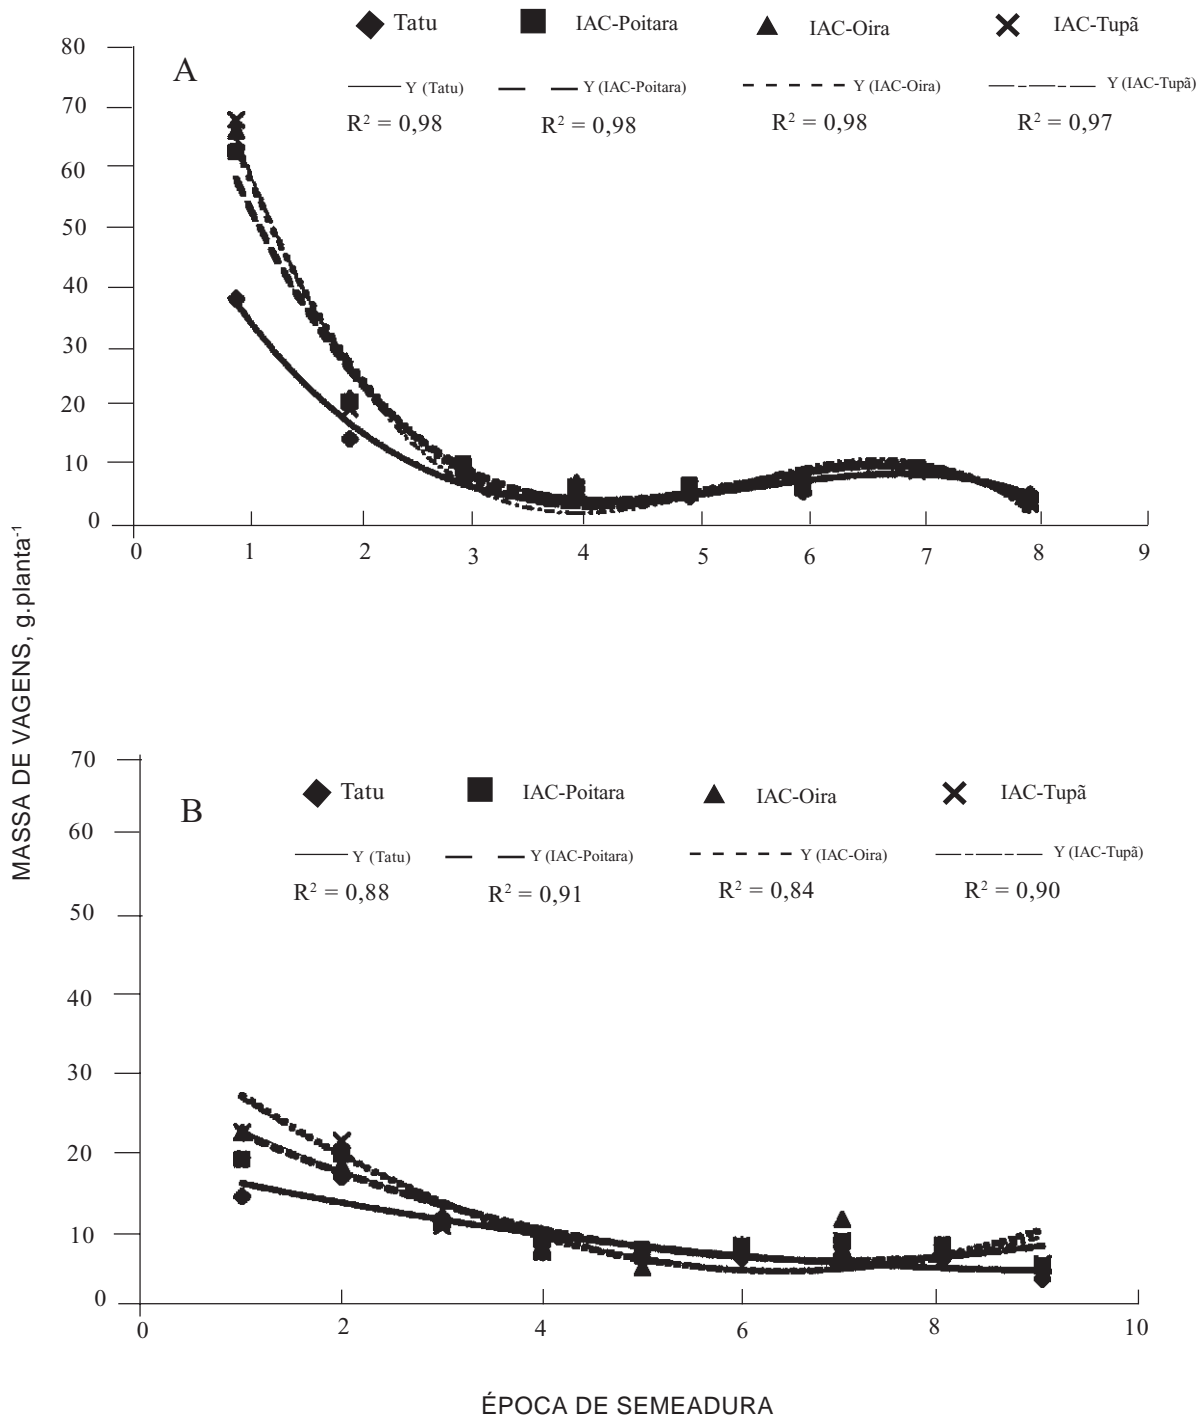 Tatu IAC-Poitara IAC-Oira IAC-Tupã
80
A
Y (Tatu) Y (IAC-Poitara) Y (IAC-Oira) Y (IAC-Tupã)
70
R² = 0,98 R² = 0,98 R² = 0,98 R² = 0,97
60
50
40
30
20
10
0
0 1 2 3 4 5 6 7 8 9
MASSA DE VAGENS, g.planta⁻¹
70
Tatu IAC-Poitara IAC-Oira IAC-Tupã
B
60
Y (Tatu) Y (IAC-Poitara) Y (IAC-Oira) Y (IAC-Tupã)
R² = 0,88 R² = 0,91 R² = 0,84 R² = 0,90
50
40
30
20
10
0
0 2 4 6 8 10
ÉPOCA DE SEMEADURA